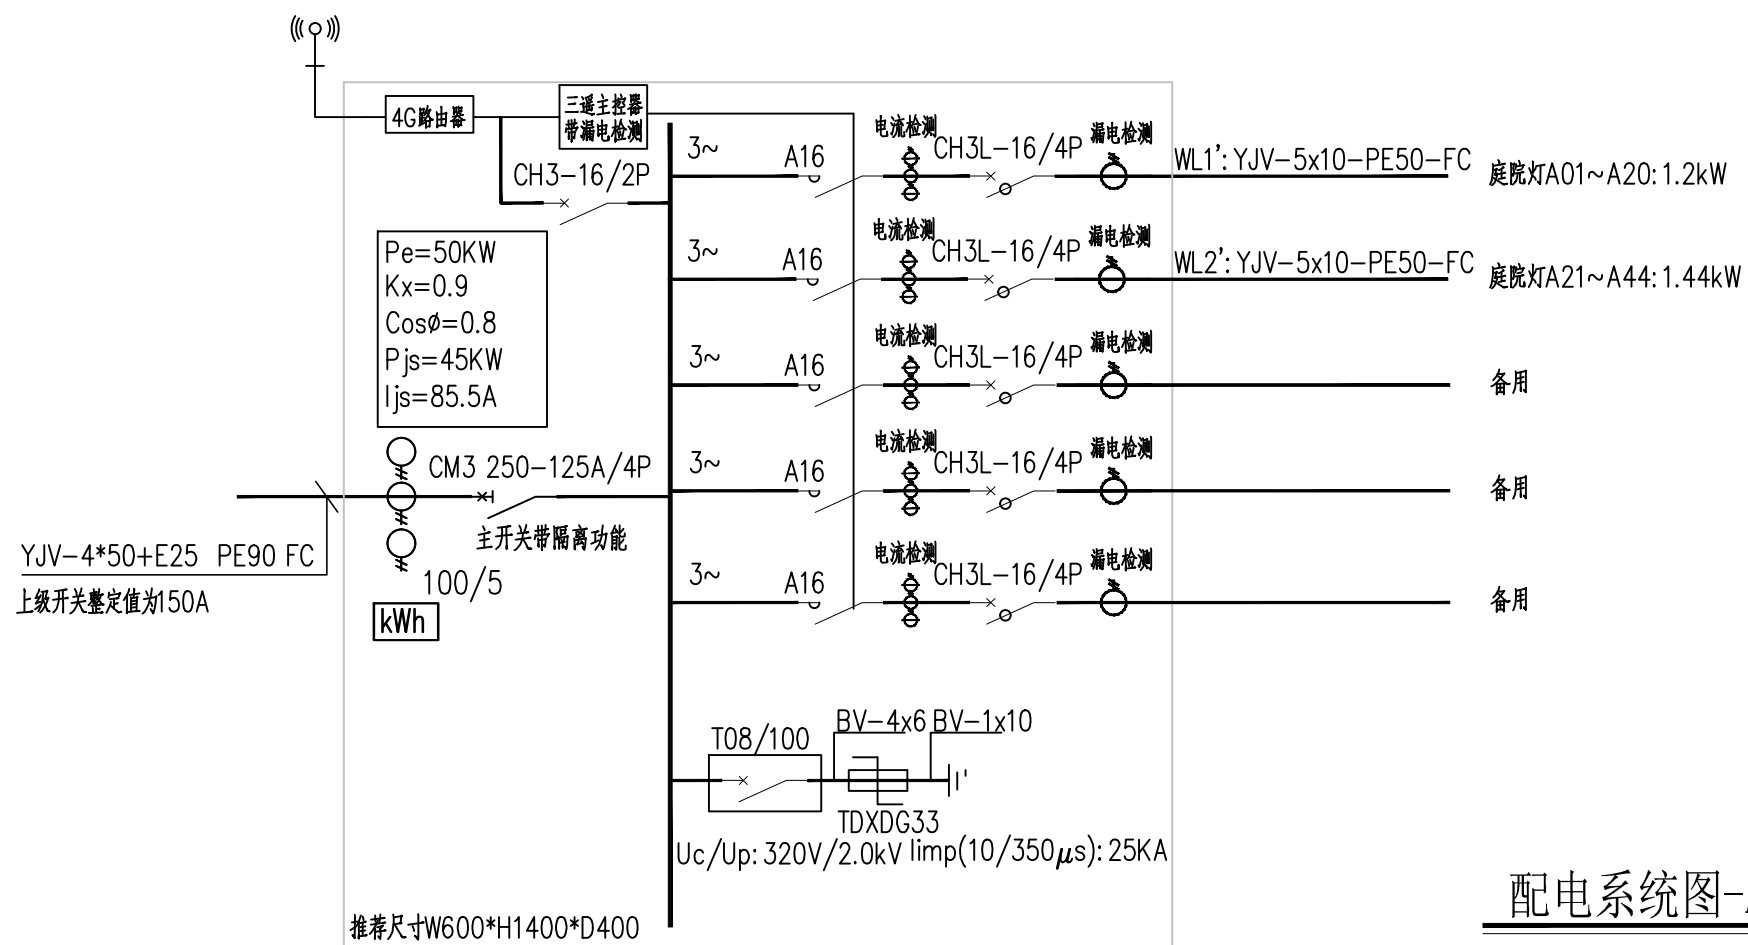 4G路由器
三遥主控器
带漏电检测
CH3-16/2P
Pe=50KW
Kx=0.9
CosØ=0.8
Pjs=45KW
Ijs=85.5A
CM3 250-125A/4P
主开关带隔离功能
YJV-4*50+E25 PE90 FC
上级开关整定值为150A
100/5
kWh
3~ A16 电流检测 CH3L-16/4P 漏电检测 WL1': YJV-5x10-PE50-FC 庭院灯A01~A20: 1.2kW
3~ A16 电流检测 CH3L-16/4P 漏电检测 WL2': YJV-5x10-PE50-FC 庭院灯A21~A44: 1.44kW
3~ A16 电流检测 CH3L-16/4P 漏电检测 备用
3~ A16 电流检测 CH3L-16/4P 漏电检测 备用
3~ A16 电流检测 CH3L-16/4P 漏电检测 备用
T08/100
BV-4x6 BV-1x10
TDXDG33
Uc/Up: 320V/2.0kV Iimp(10/350μs): 25KA
推荐尺寸W600*H1400*D400
配电系统图-